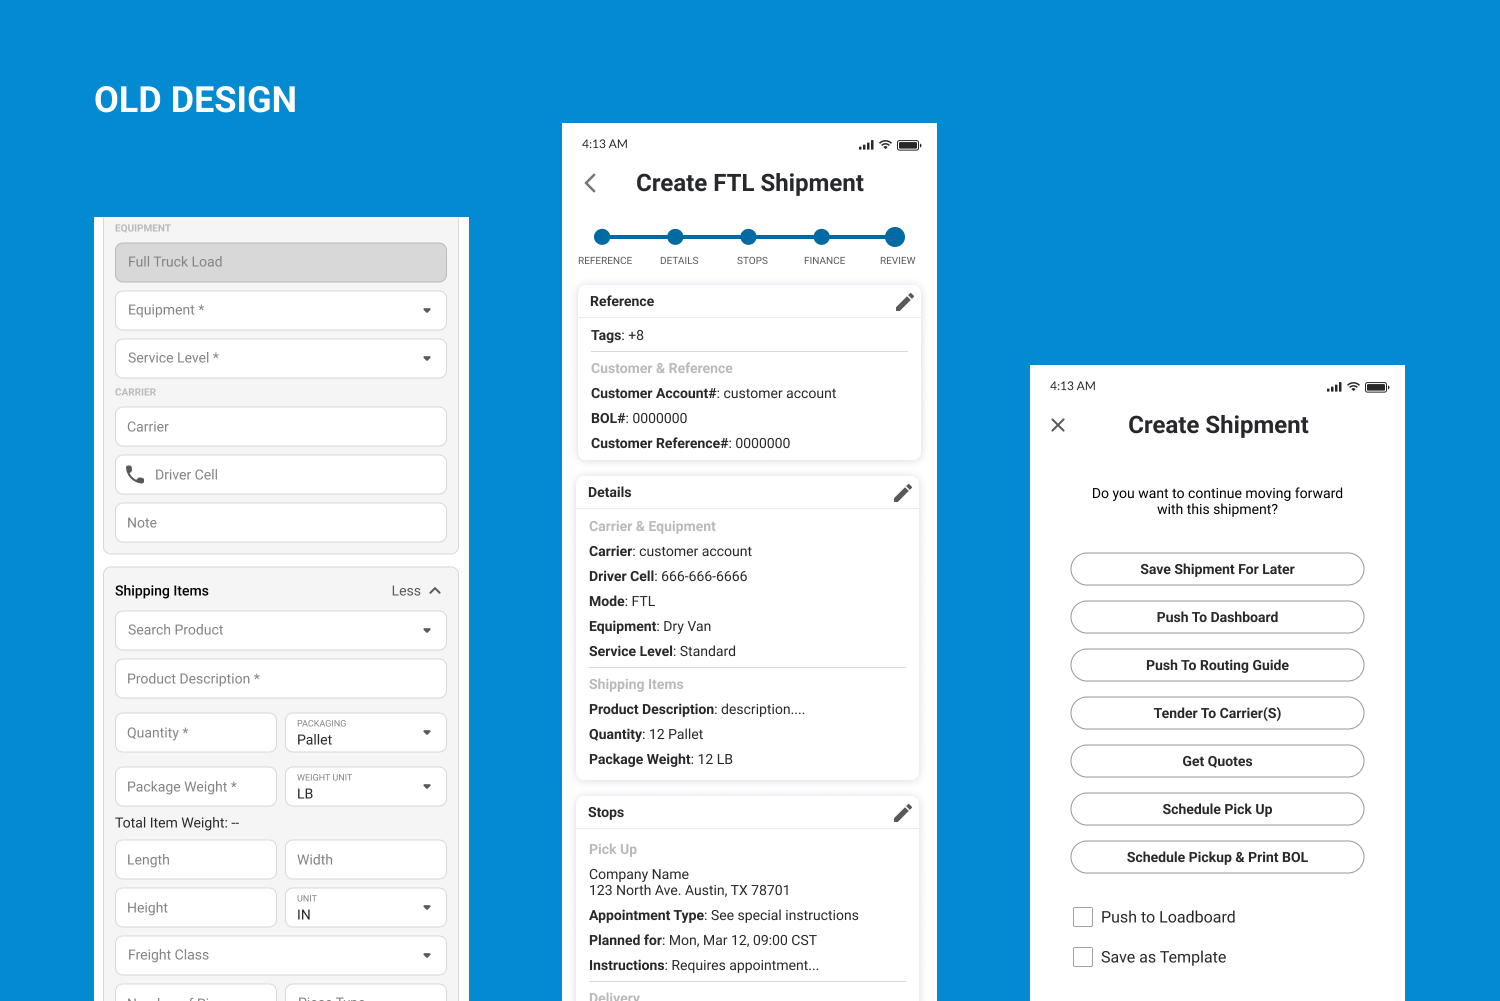 OLD DESIGN
EQUIPMENT
Full Truck Load
Equipment *
Service Level *
CARRIER
Carrier
Driver Cell
Note
Shipping Items Less
Search Product
Product Description *
Quantity * PACKAGING Pallet
Package Weight * WEIGHT UNIT LB
Total Item Weight: --
Length Width
Height UNIT IN
Freight Class
4:13 AM
Create FTL Shipment
REFERENCE DETAILS STOPS FINANCE REVIEW
Reference
Tags: +8
Customer & Reference
Customer Account#: customer account
BOL#: 0000000
Customer Reference#: 0000000
Details
Carrier & Equipment
Carrier: customer account
Driver Cell: 666-666-6666
Mode: FTL
Equipment: Dry Van
Service Level: Standard
Shipping Items
Product Description: description....
Quantity: 12 Pallet
Package Weight: 12 LB
Stops
Pick Up
Company Name
123 North Ave. Austin, TX 78701
Appointment Type: See special instructions
Planned for: Mon, Mar 12, 09:00 CST
Instructions: Requires appointment...
Delivery
4:13 AM
Create Shipment
Do you want to continue moving forward
with this shipment?
Save Shipment For Later
Push To Dashboard
Push To Routing Guide
Tender To Carrier(S)
Get Quotes
Schedule Pick Up
Schedule Pickup & Print BOL
Push to Loadboard
Save as Template